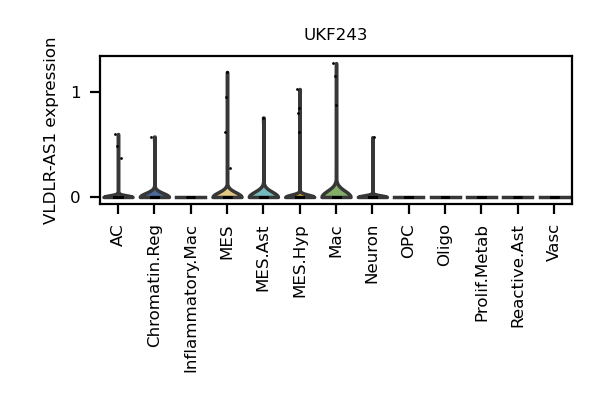 UKF243
VLDLR-AS1 expression
1
0
AC
Chromatin.Reg
Inflammatory.Mac
MES
MES.Ast
MES.Hyp
Mac
Neuron
OPC
Oligo
Prolif.Metab
Reactive.Ast
Vasc